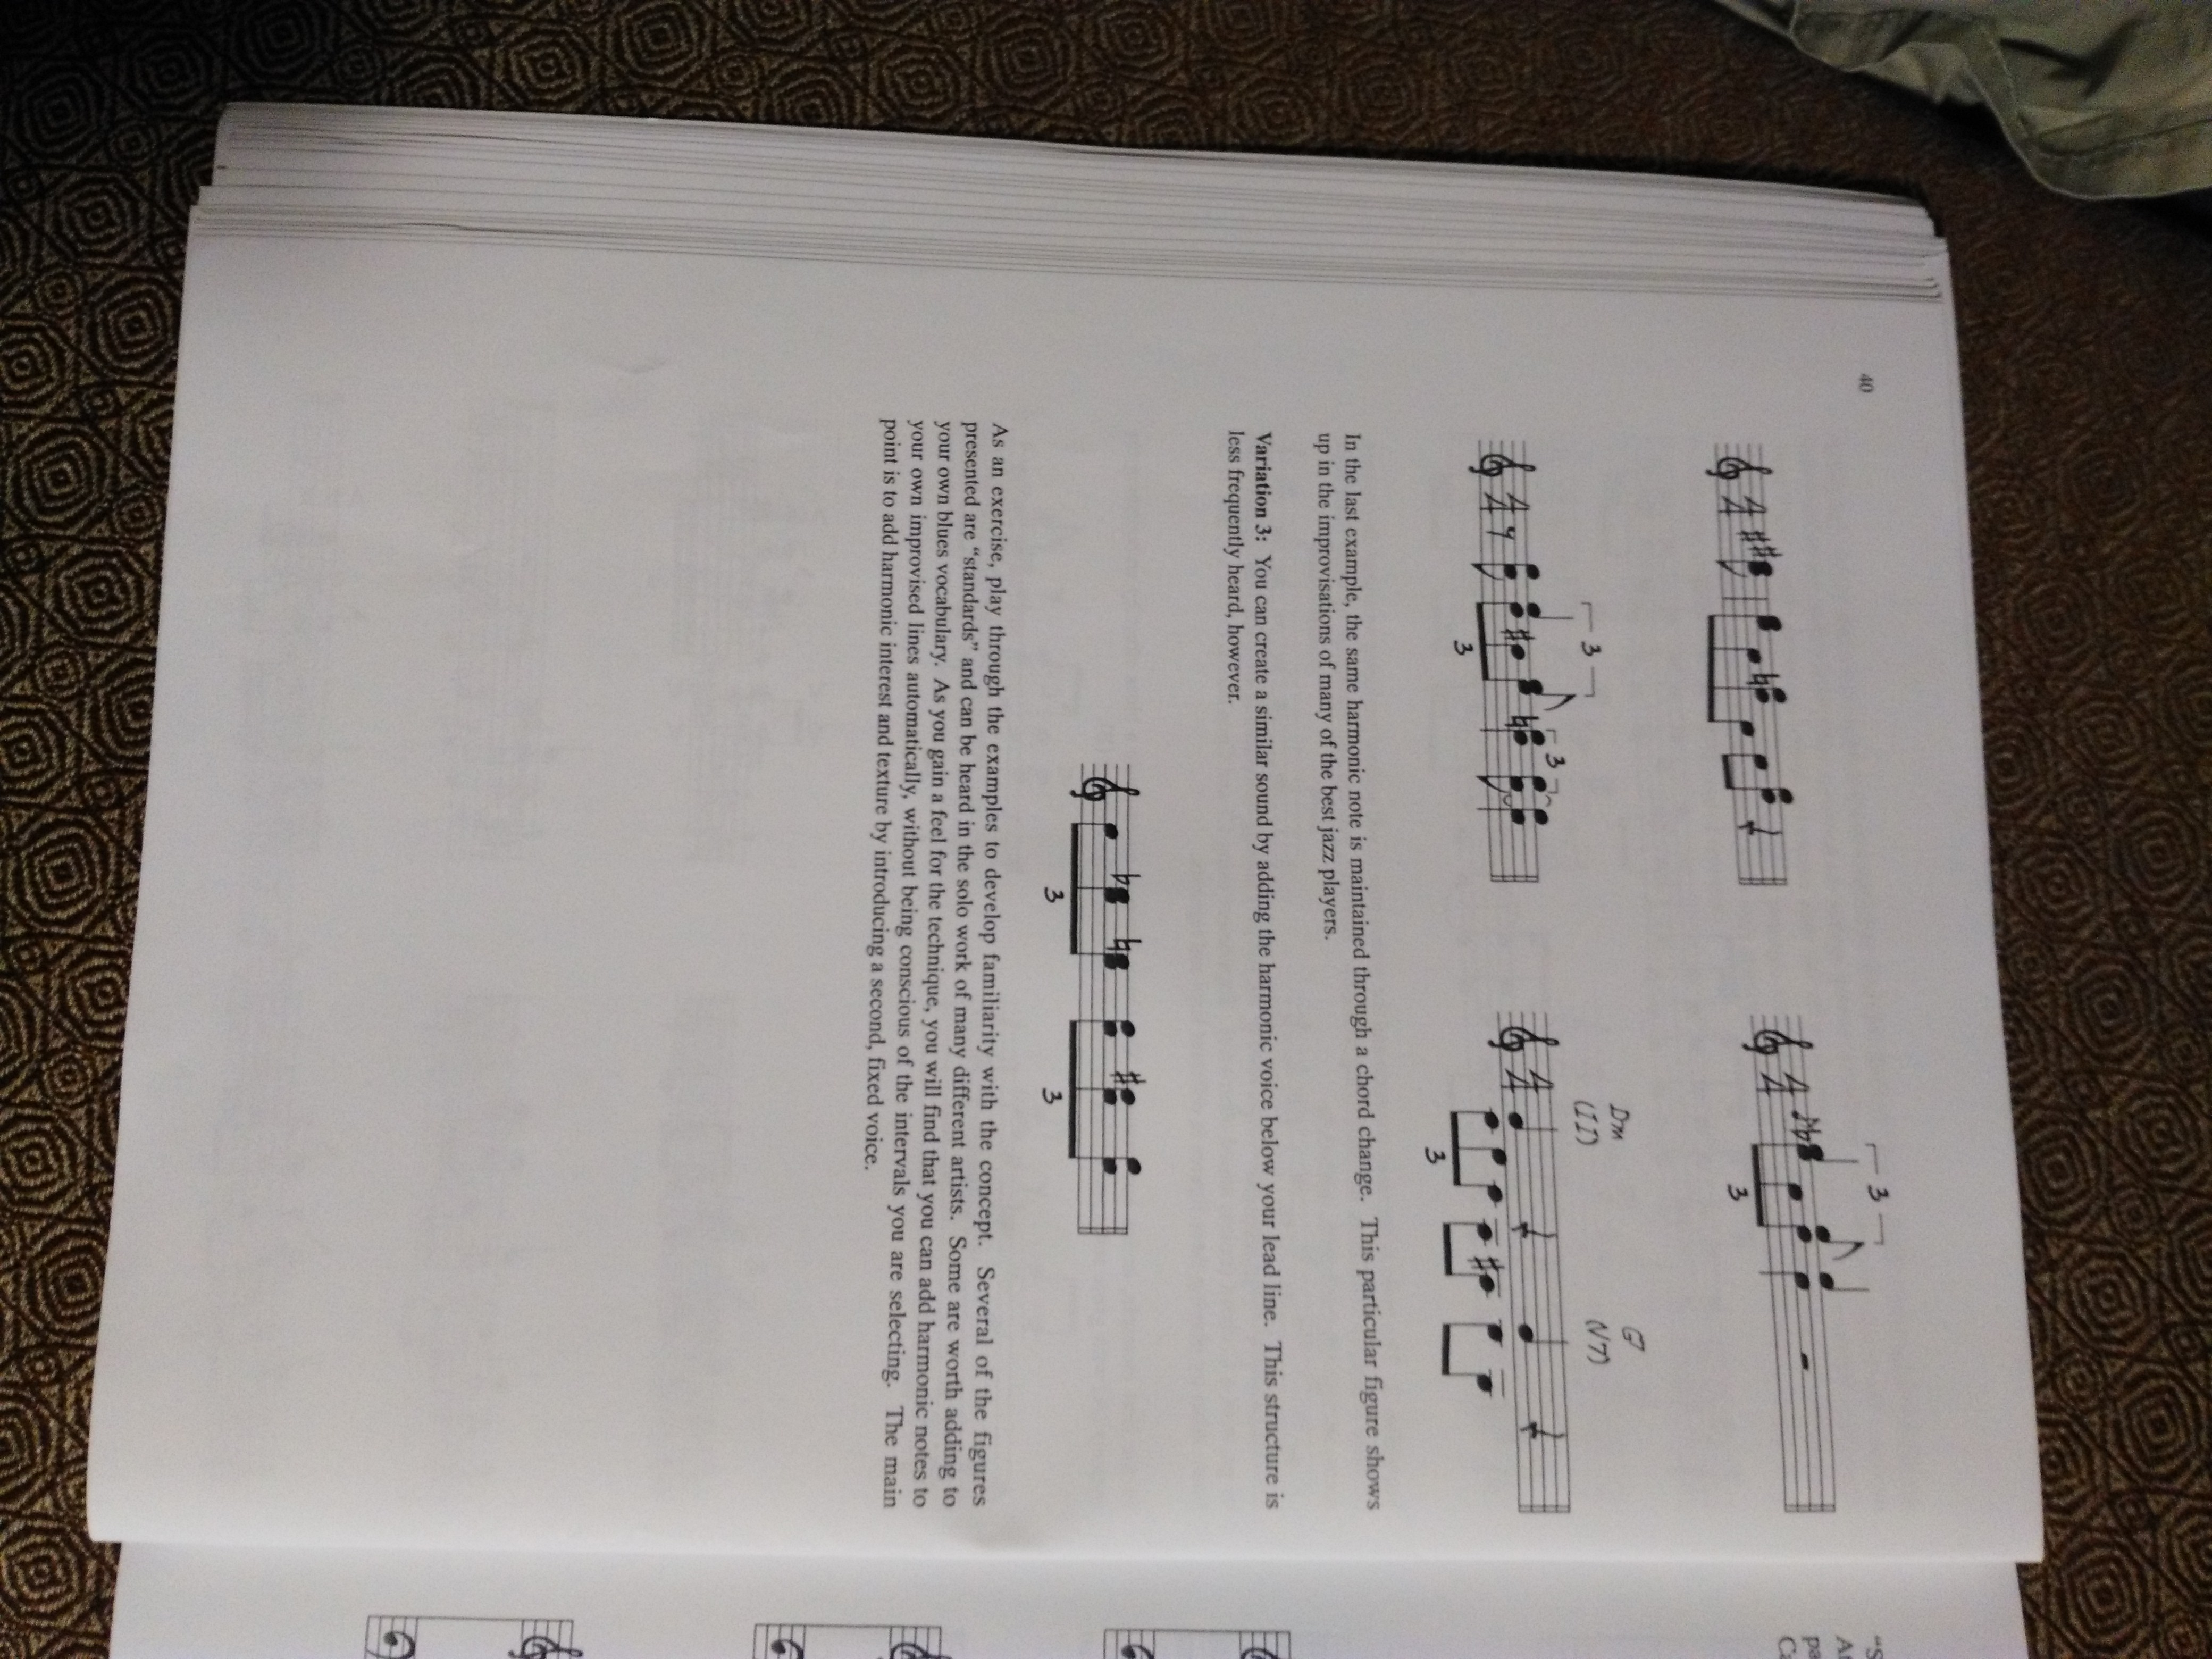 40
3
3
3
3
3
Dm
(II)
G7
(V7)
3
In the last example, the same harmonic note is maintained through a chord change. This particular figure shows
up in the improvisations of many of the best jazz players.
Variation 3: You can create a similar sound by adding the harmonic voice below your lead line. This structure is
less frequently heard, however.
3
3
As an exercise, play through the examples to develop familiarity with the concept. Several of the figures
presented are “standards” and can be heard in the solo work of many different artists. Some are worth adding to
your own blues vocabulary. As you gain a feel for the technique, you will find that you can add harmonic notes to
your own improvised lines automatically, without being conscious of the intervals you are selecting. The main
point is to add harmonic interest and texture by introducing a second, fixed voice.